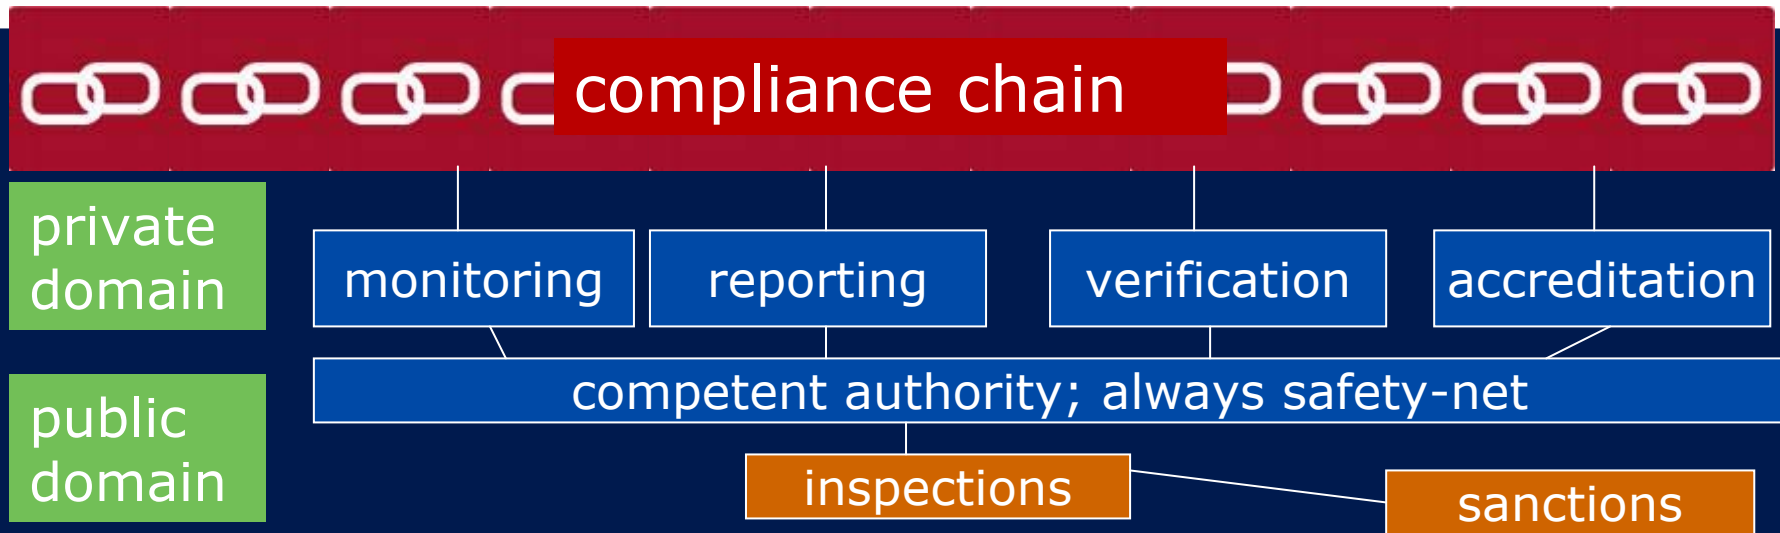 compliance chain
private
domain
monitoring
reporting
verification
accreditation
competent authority; always safety-net
public
domain
inspections
sanctions